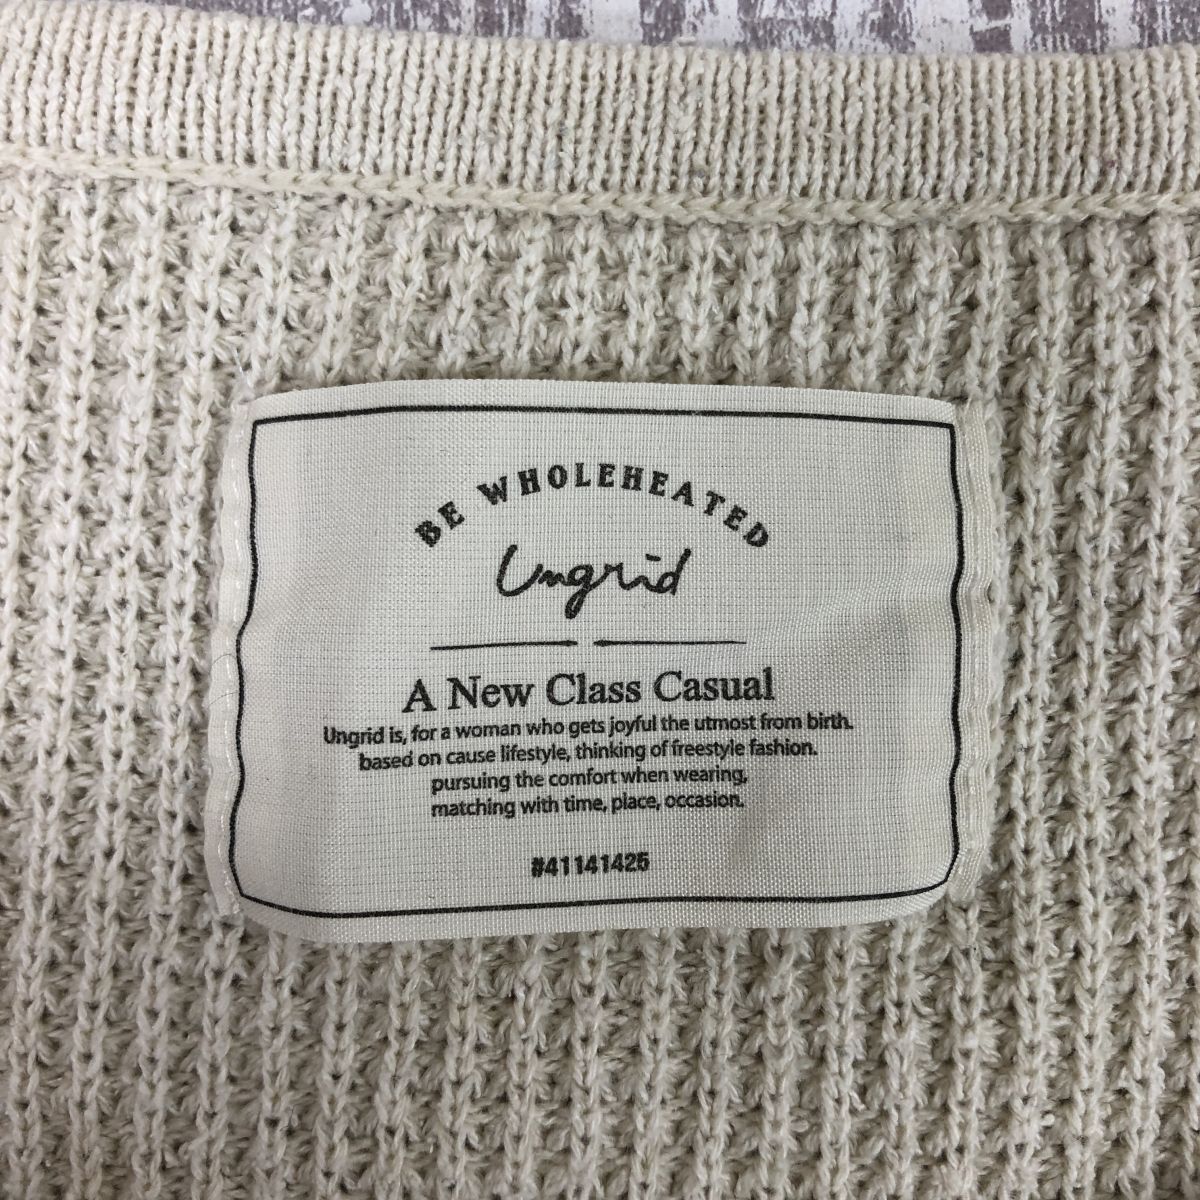 BE WHOLEHEATED
Ungrid
A New Class Casual
Ungrid is, for a woman who gets joyful the utmost from birth.
based on cause lifestyle, thinking of freestyle fashion.
pursuing the comfort when wearing,
matching with time, place, occasion.
#41141425